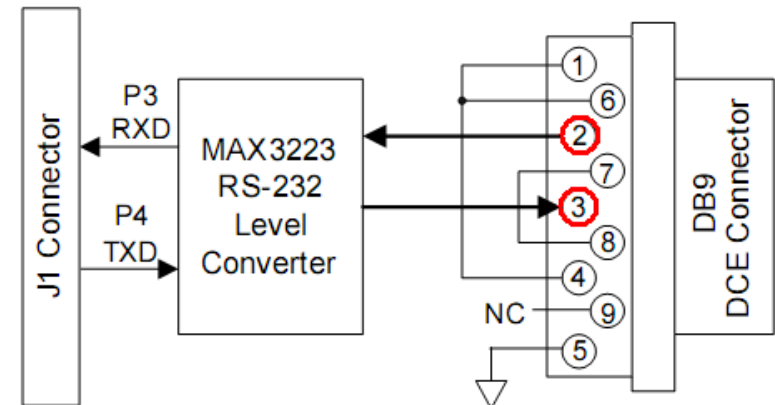 J1 Connector
P3
RXD
P4
TXD
MAX3223
RS-232
Level
Converter
1
6
2
7
3
8
4
NC
9
5
DB9
DCE Connector